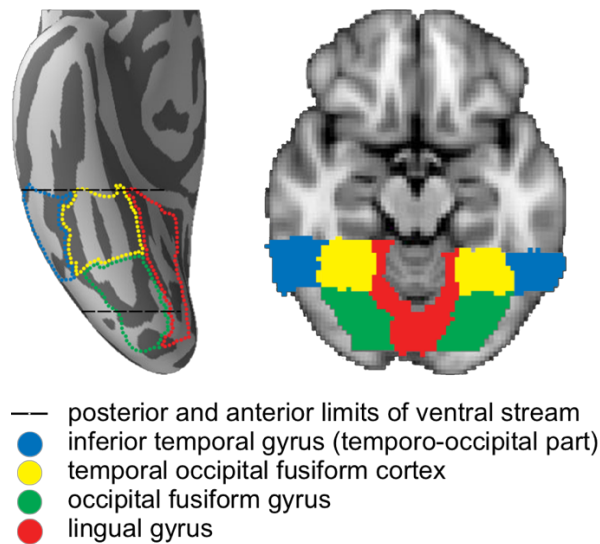 posterior and anterior limits of ventral stream
inferior temporal gyrus (temporo-occipital part)
temporal occipital fusiform cortex
occipital fusiform gyrus
lingual gyrus